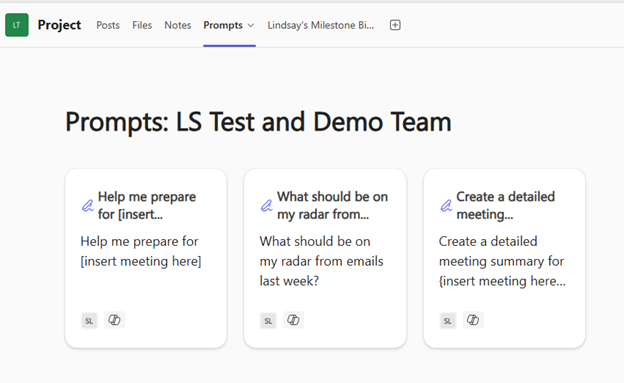 LT Project Posts Files Notes Prompts Lindsay's Milestone Bi...
Prompts: LS Test and Demo Team
Help me prepare
for [insert...
Help me prepare for
[insert meeting here]
SL
What should be on
my radar from...
What should be on
my radar from emails
last week?
SL
Create a detailed
meeting...
Create a detailed
meeting summary for
{insert meeting here...
SL